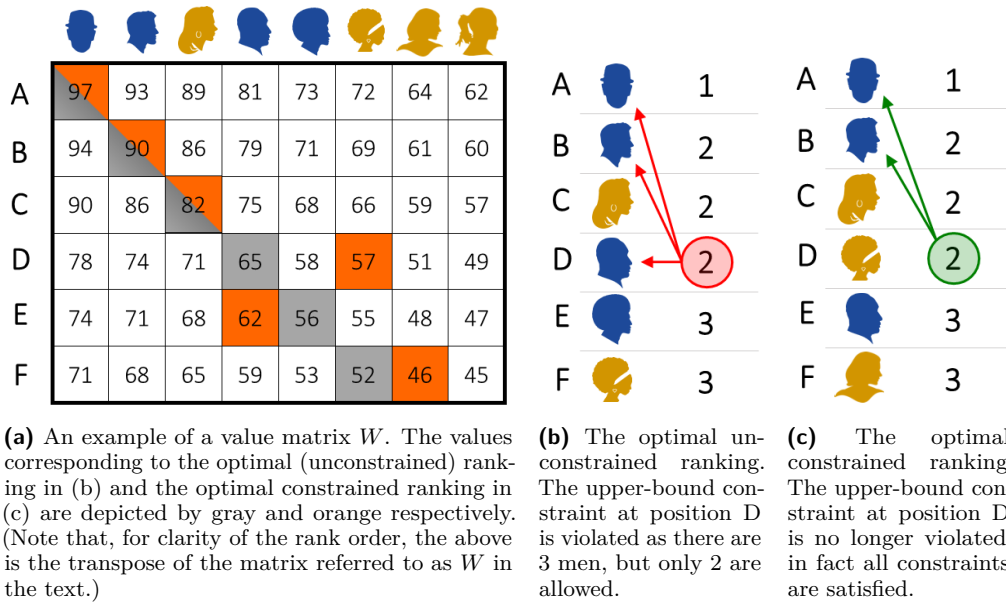 A 97 93 89 81 73 72 64 62
B 94 90 86 79 71 69 61 60
C 90 86 82 75 68 66 59 57
D 78 74 71 65 58 57 51 49
E 74 71 68 62 56 55 48 47
F 71 68 65 59 53 52 46 45
(a) An example of a value matrix W. The values
corresponding to the optimal (unconstrained) rank-
ing in (b) and the optimal constrained ranking in
(c) are depicted by gray and orange respectively.
(Note that, for clarity of the rank order, the above
is the transpose of the matrix referred to as W in
the text.)
A 1
B 2
C 2
D 2
E 3
F 3
(b) The optimal un-
constrained ranking.
The upper-bound con-
straint at position D
is violated as there are
3 men, but only 2 are
allowed.
A 1
B 2
C 2
D 2
E 3
F 3
(c) The optimal
constrained ranking
The upper-bound con
straint at position D
is no longer violated
in fact all constraints
are satisfied.